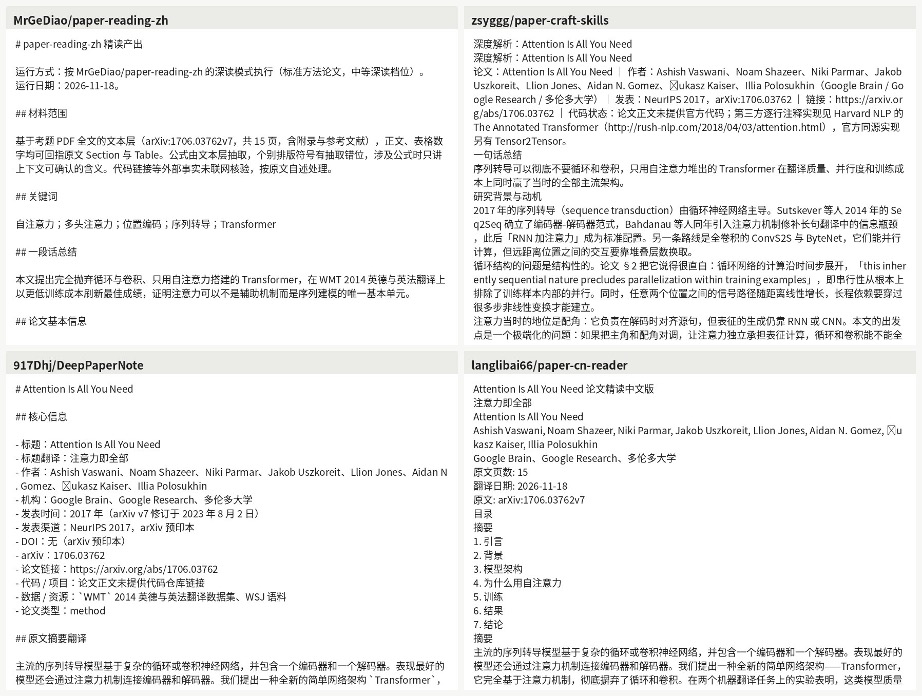 MrGeDiao/paper-reading-zh
# paper-reading-zh 精读产出
运行方式：按 MrGeDiao/paper-reading-zh 的深读模式执行（标准方法论文，中等深读档位）。
运行日期：2026-11-18。
## 材料范围
基于考题 PDF 全文的文本层（arXiv:1706.03762v7，共 15 页，含附录与参考文献），正文、表格
数字均可回指原文 Section 与 Table。公式由文本层抽取，个别排版符号有抽取错位，涉及公式时只讲
上下文可确认的含义。代码链接等外部事实未联网核验，按原文自述处理。
## 关键词
自注意力；多头注意力；位置编码；序列转导；Transformer
## 一段话总结
本文提出完全抛弃循环与卷积、只用自注意力搭建的 Transformer，在 WMT 2014 英德与英法翻译上
以更低训练成本刷新最佳成绩，证明注意力可以不是辅助机制而是序列建模的唯一基本单元。
## 论文基本信息
zsyggg/paper-craft-skills
深度解析：Attention Is All You Need
深度解析：Attention Is All You Need
论文：Attention Is All You Need ｜ 作者：Ashish Vaswani、Noam Shazeer、Niki Parmar、Jakob
Uszkoreit、Llion Jones、Aidan N. Gomez、ukasz Kaiser、Illia Polosukhin（Google Brain / Go
ogle Research / 多伦多大学）｜ 发表：NeurIPS 2017，arXiv:1706.03762 ｜ 链接：https://arxiv.or
g/abs/1706.03762 ｜ 代码状态：论文正文未提供官方代码；第三方逐行注释实现见 Harvard NLP 的
The Annotated Transformer（http://rush-nlp.com/2018/04/03/attention.html），官方同源实现
另有 Tensor2Tensor。
一句话总结
序列转导可以彻底不要循环和卷积，只用自注意力堆出的 Transformer 在翻译质量、并行度和训练成
本上同时赢了当时的全部主流架构。
研究背景与动机
2017 年的序列转导（sequence transduction）由循环神经网络主导。Sutskever 等人 2014 年的 Se
q2Seq 确立了编码器-解码器范式，Bahdanau 等人同年引入注意力机制修补长句翻译中的信息瓶颈
，此后「RNN 加注意力」成为标准配置。另一条路线是全卷积的 ConvS2S 与 ByteNet，它们能并行
计算，但远距离位置之间的交互要靠堆叠层数换取。
循环结构的问题是结构性的。论文 §2 把它说得很直白：循环网络的计算沿时间步展开，「this inher
ently sequential nature precludes parallelization within training examples」，即串行性从根本上
排除了训练样本内部的并行。同时，任意两个位置之间的信号路径随距离线性增长，长程依赖要穿过
很多步非线性变换才能建立。
注意力当时的地位是配角：它负责在解码时对齐源句，但表征的生成仍靠 RNN 或 CNN。本文的出发
点是一个极端化的问题：如果把主角和配角对调，让注意力独立承担表征计算，循环和卷积能不能全
917Dhj/DeepPaperNote
# Attention Is All You Need
## 核心信息
- 标题：Attention Is All You Need
- 标题翻译：注意力即全部
- 作者：Ashish Vaswani、Noam Shazeer、Niki Parmar、Jakob Uszkoreit、Llion Jones、Aidan N
. Gomez、ukasz Kaiser、Illia Polosukhin
- 机构：Google Brain、Google Research、多伦多大学
- 发表时间：2017 年（arXiv v7 修订于 2023 年 8 月 2 日）
- 发表渠道：NeurIPS 2017，arXiv 预印本
- DOI：无（arXiv 预印本）
- arXiv：1706.03762
- 论文链接：https://arxiv.org/abs/1706.03762
- 代码 / 项目：论文正文未提供代码仓库链接
- 数据 / 资源：`WMT` 2014 英德与英法翻译数据集、WSJ 语料
- 论文类型：method
## 原文摘要翻译
主流的序列转导模型基于复杂的循环或卷积神经网络，并包含一个编码器和一个解码器。表现最好的
模型还会通过注意力机制连接编码器和解码器。我们提出一种全新的简单网络架构 `Transformer`，
langlibai66/paper-cn-reader
Attention Is All You Need 论文精读中文版
注意力即全部
Attention Is All You Need
Ashish Vaswani, Noam Shazeer, Niki Parmar, Jakob Uszkoreit, Llion Jones, Aidan N. Gomez, u
kasz Kaiser, Illia Polosukhin
Google Brain、Google Research、多伦多大学
原文页数: 15
翻译日期: 2026-11-18
原文: arXiv:1706.03762v7
目录
摘要
1. 引言
2. 背景
3. 模型架构
4. 为什么用自注意力
5. 训练
6. 结果
7. 结论
摘要
主流的序列转导模型基于复杂的循环或卷积神经网络，并包含一个编码器和一个解码器。表现最好的
模型还会通过注意力机制连接编码器和解码器。我们提出一种全新的简单网络架构——Transformer，
它完全基于注意力机制，彻底摒弃了循环和卷积。在两个机器翻译任务上的实验表明，这类模型质量